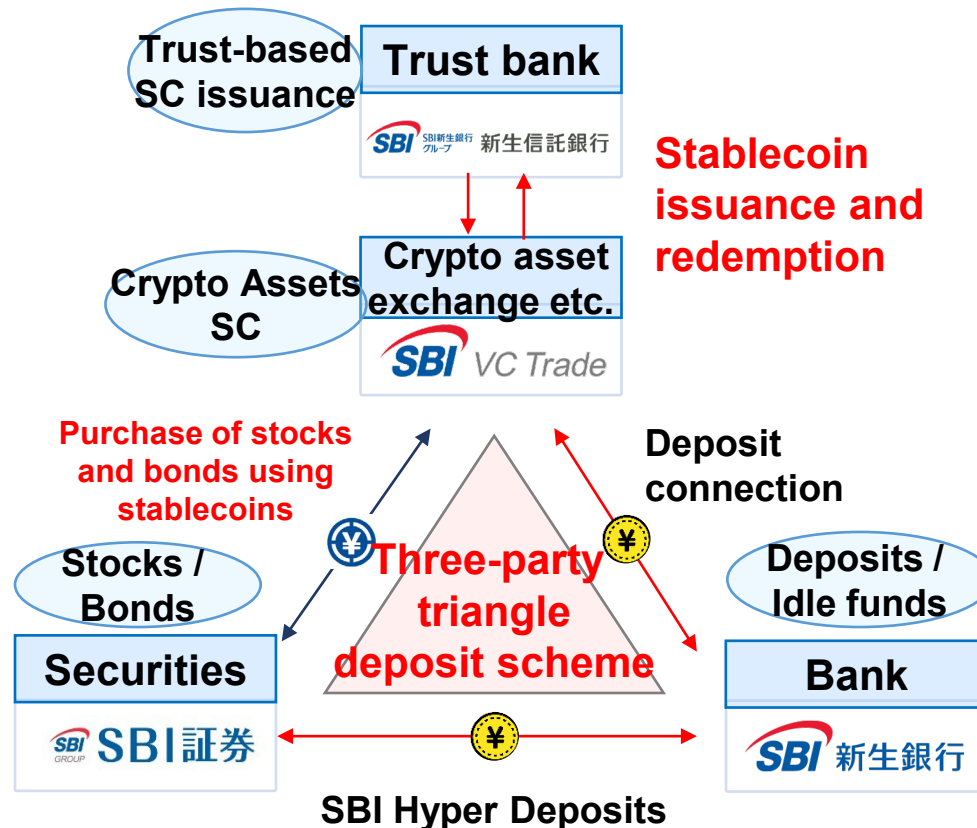 Trust-based
SC issuance
Trust bank
SBI SBI新生銀行
グループ 新生信託銀行
Stablecoin
issuance and
redemption
Crypto Assets
SC
Crypto asset
exchange etc.
SBI VC Trade
Purchase of stocks
and bonds using
stablecoins
Deposit
connection
¥
¥
Three-party
triangle
deposit scheme
Stocks /
Bonds
Deposits /
Idle funds
Securities
SBI
GROUP SBI証券
Bank
SBI 新生銀行
¥
SBI Hyper Deposits